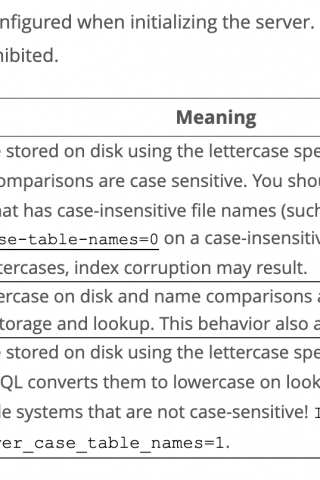 nfigured when initializing the server.
hibited.
Meaning
stored on disk using the lettercase spe
omparisons are case sensitive. You shou
at has case-insensitive file names (such
se-table-names=0 on a case-insensitiv
tercases, index corruption may result.
ercase on disk and name comparisons a
torage and lookup. This behavior also a
stored on disk using the lettercase spe
QL converts them to lowercase on look
le systems that are not case-sensitive! I
er_case_table_names=1.